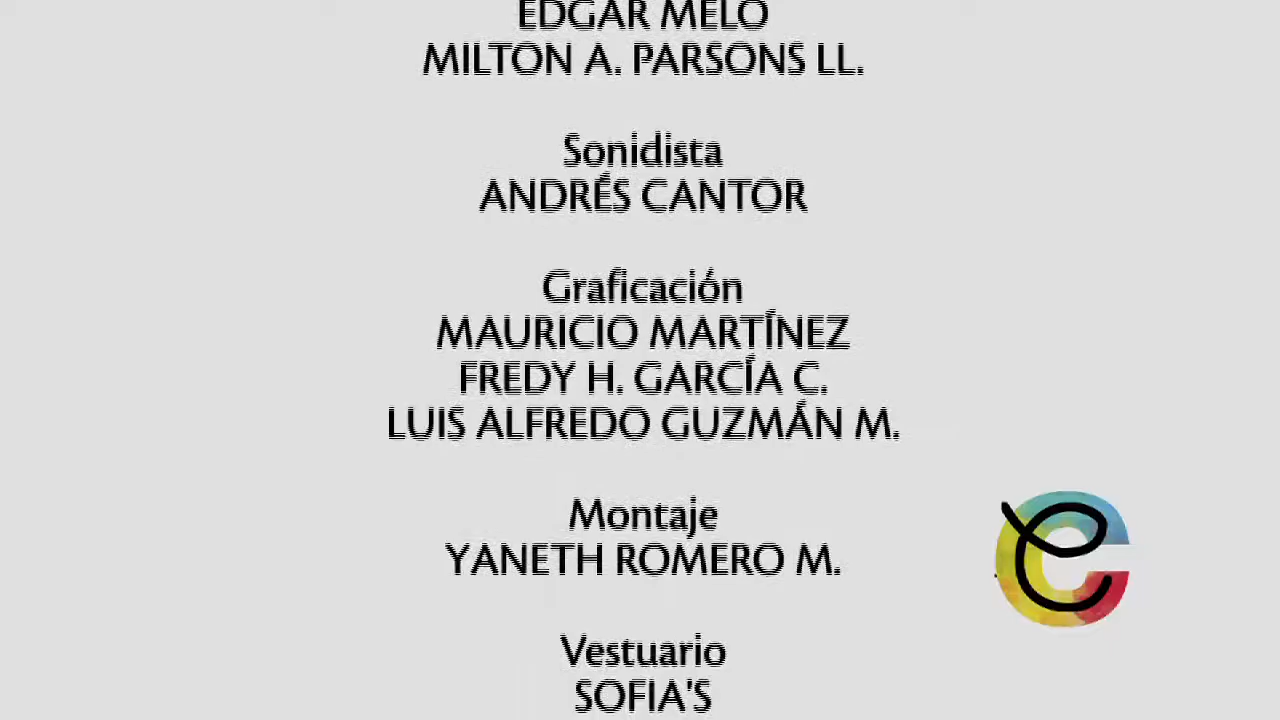 EDGAR MELO
MILTON A. PARSONS LL.
Sonidista
ANDRÉS CANTOR
Graficación
MAURICIO MARTÍNEZ
FREDY H. GARCÍA C.
LUIS ALFREDO GUZMÁN M.
Montaje
YANETH ROMERO M.
Vestuario
SOFIA'S